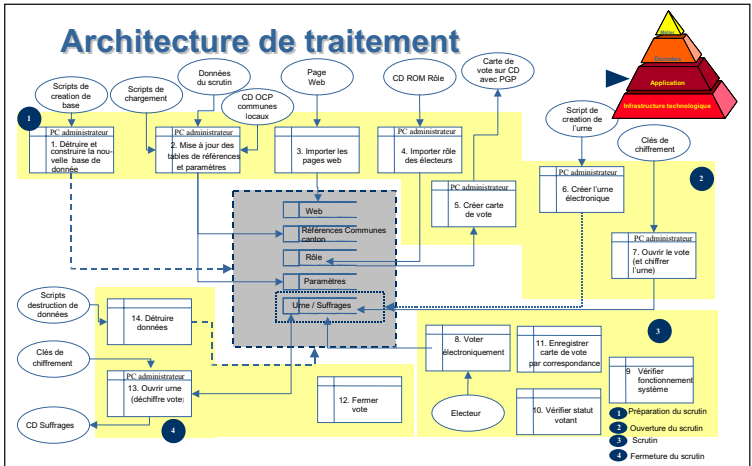 Architecture de traitement
Métier
Données
Application
Infrastructure technologique
Scripts de
creation de
base
Scripts de
chargement
Données
du scrutin
CD OCP
communes
locaux
Page
Web
CD ROM Rôle
Carte de
vote sur CD
avec PGP
Script de
creation de
l'urne
Clés de
chiffrement
1
PC administrateur
1. Détruire et
construire la nou-
velle base de
donnée
PC administrateur
2. Mise à jour des
tables de références
et paramètres
PC administrateur
3. Importer les
pages web
PC administrateur
4. Importer rôle
des électeurs
PC administrateur
5. Créer carte
de vote
PC administrateur
6. Créer l'urne
électronique
2
PC administrateur
7. Ouvrir le vote
(et chiffrer
l'urne)
Web
Références Communes
canton
Rôle
Paramètres
Urne / Suffrages
Scripts
destruction de
données
14. Détruire
données
Clés de
chiffrement
PC administrateur
13. Ouvrir urne
(déchiffre vote)
CD Suffrages
4
12. Fermer
vote
8. Voter
électroniquement
Electeur
11. Enregistrer
carte de vote
par correspondance
10. Vérifier statut
votant
3
9 Vérifier
fonctionnement
système
1 Préparation du scrutin
2 Ouverture du scrutin
3 Scrutin
4 Fermeture du scrutin